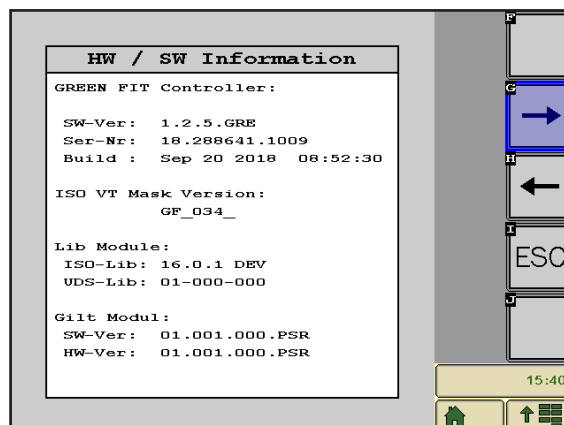 HW / SW Information
GREEN FIT Controller:
SW-Ver: 1.2.5.GRE
Ser-Nr: 18.288641.1009
Build : Sep 20 2018 08:52:30
ISO VT Mask Version:
GF_034_
Lib Module:
ISO-Lib: 16.0.1 DEV
UDS-Lib: 01-000-000
Gilt Modul:
SW-Ver: 01.001.000.PSR
HW-Ver: 01.001.000.PSR
F
G
H
I
ESC
J
15:40